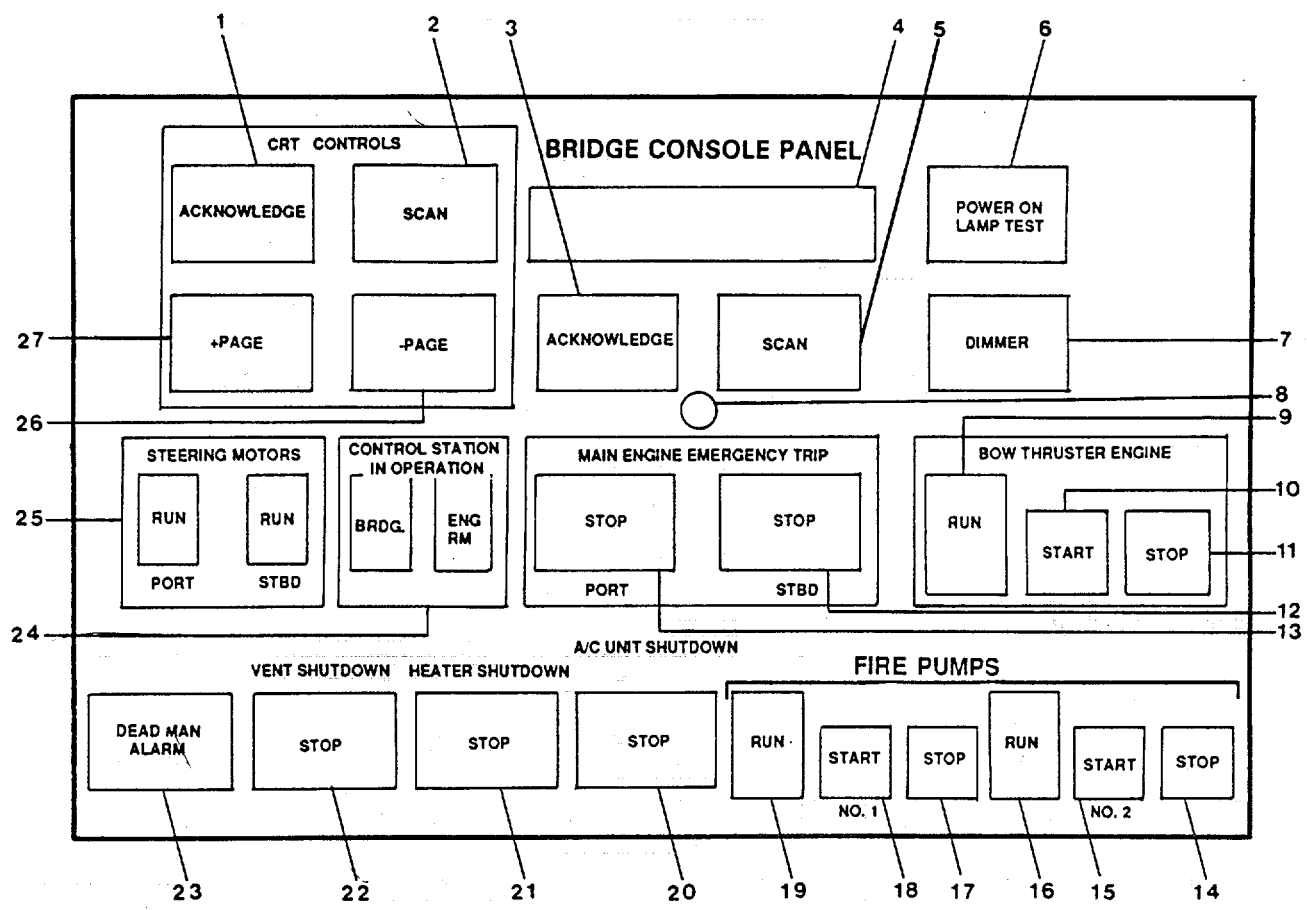 1 2 3 4 5 6
CRT CONTROLS
BRIDGE CONSOLE PANEL
ACKNOWLEDGE
SCAN
POWER ON
LAMP TEST
27
+PAGE
-PAGE
ACKNOWLEDGE
SCAN
DIMMER
7
26
8
9
STEERING MOTORS
CONTROL STATION
IN OPERATION
MAIN ENGINE EMERGENCY TRIP
BOW THRUSTER ENGINE
10
25
RUN
RUN
BRDG.
ENG
RM
STOP
STOP
RUN
START
STOP
11
PORT
STBD
PORT
STBD
12
24
13
A/C UNIT SHUTDOWN
VENT SHUTDOWN
HEATER SHUTDOWN
FIRE PUMPS
DEAD MAN
ALARM
STOP
STOP
STOP
RUN
START
STOP
RUN
START
STOP
NO. 1
NO. 2
23 22 21 20 19 18 17 16 15 14